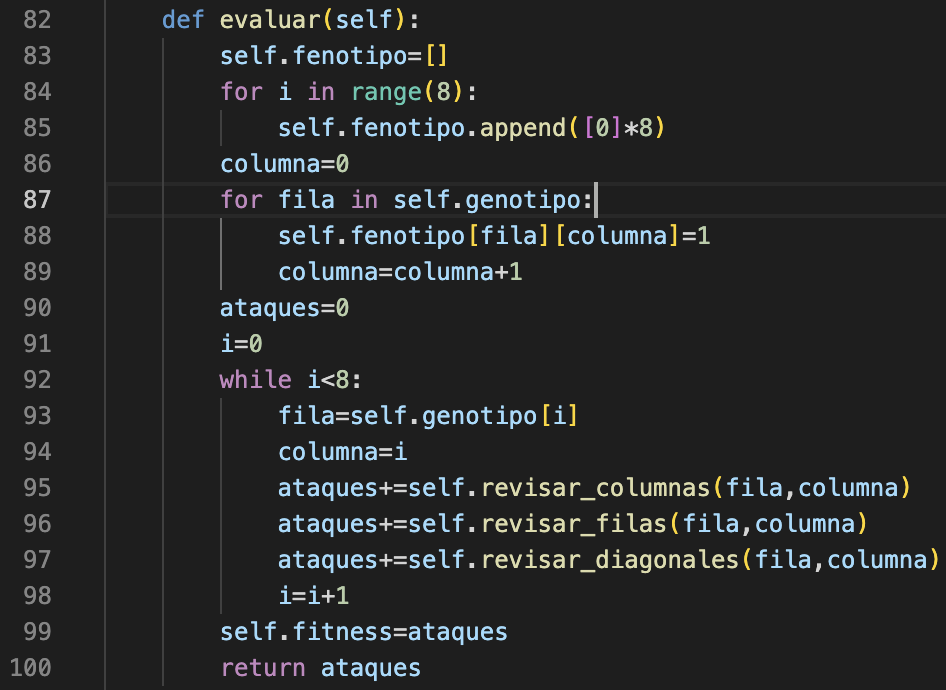 82 def evaluar(self):
83 self.fenotipo=[]
84 for i in range(8):
85 self.fenotipo.append([0]*8)
86 columna=0
87 for fila in self.genotipo:
88 self.fenotipo[fila][columna]=1
89 columna=columna+1
90 ataques=0
91 i=0
92 while i<8:
93 fila=self.genotipo[i]
94 columna=i
95 ataques+=self.revisar_columnas(fila,columna)
96 ataques+=self.revisar_filas(fila,columna)
97 ataques+=self.revisar_diagonales(fila,columna)
98 i=i+1
99 self.fitness=ataques
100 return ataques